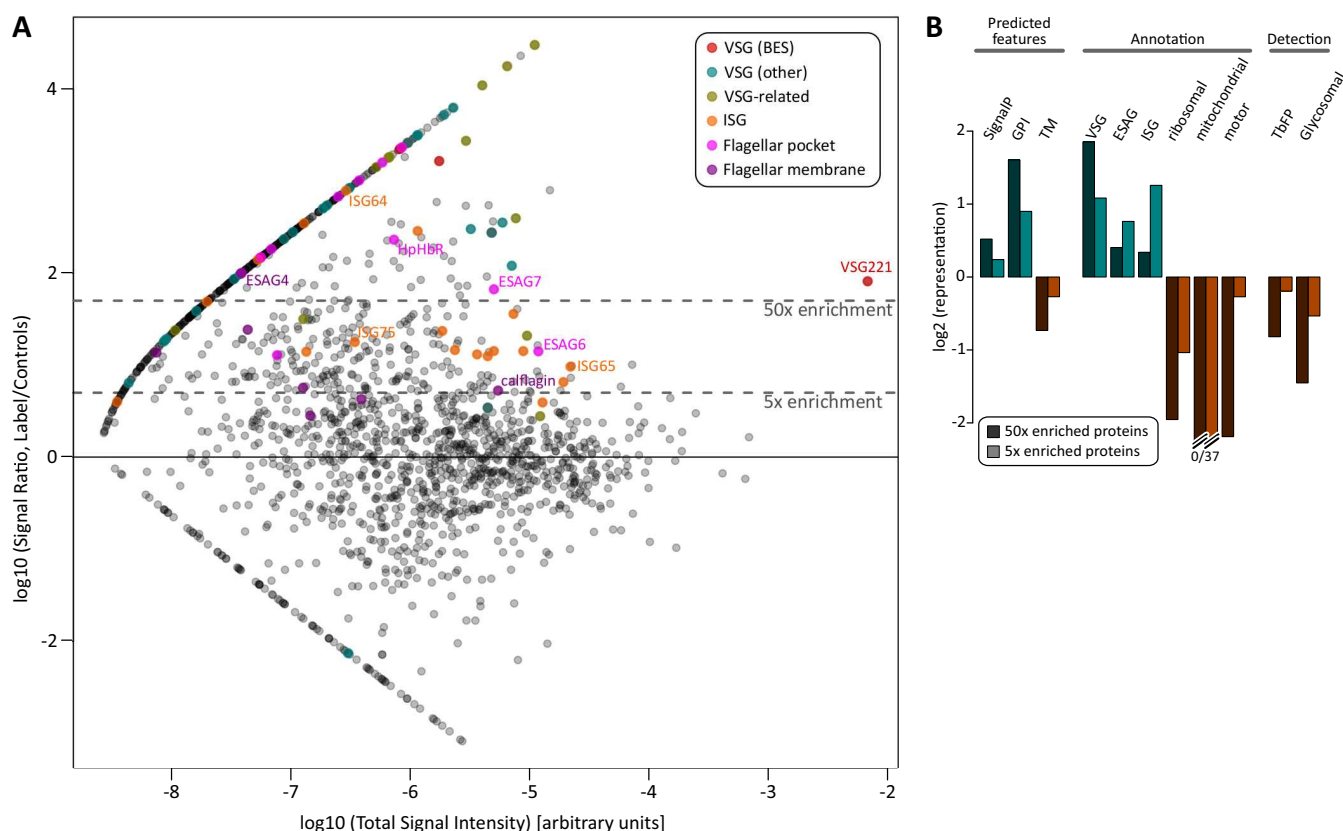 A
log10 (Signal Ratio, Label/Controls)
4
2
0
-2
-8
-7
-6
-5
-4
-3
-2
log10 (Total Signal Intensity) [arbitrary units]
VSG (BES)
VSG (other)
VSG-related
ISG
Flagellar pocket
Flagellar membrane
ISG64
HpHbR
ESAG4
ESAG7
VSG221
50x enrichment
ISG75
ESAG6
ISG65
calflagin
5x enrichment
B
Predicted
features
Annotation
Detection
SignalP
GPI
TM
VSG
ESAG
ISG
ribosomal
mitochondrial
motor
TbFP
Glycosomal
log2 (representation)
2
1
0
-1
-2
0/37
50x enriched proteins
5x enriched proteins